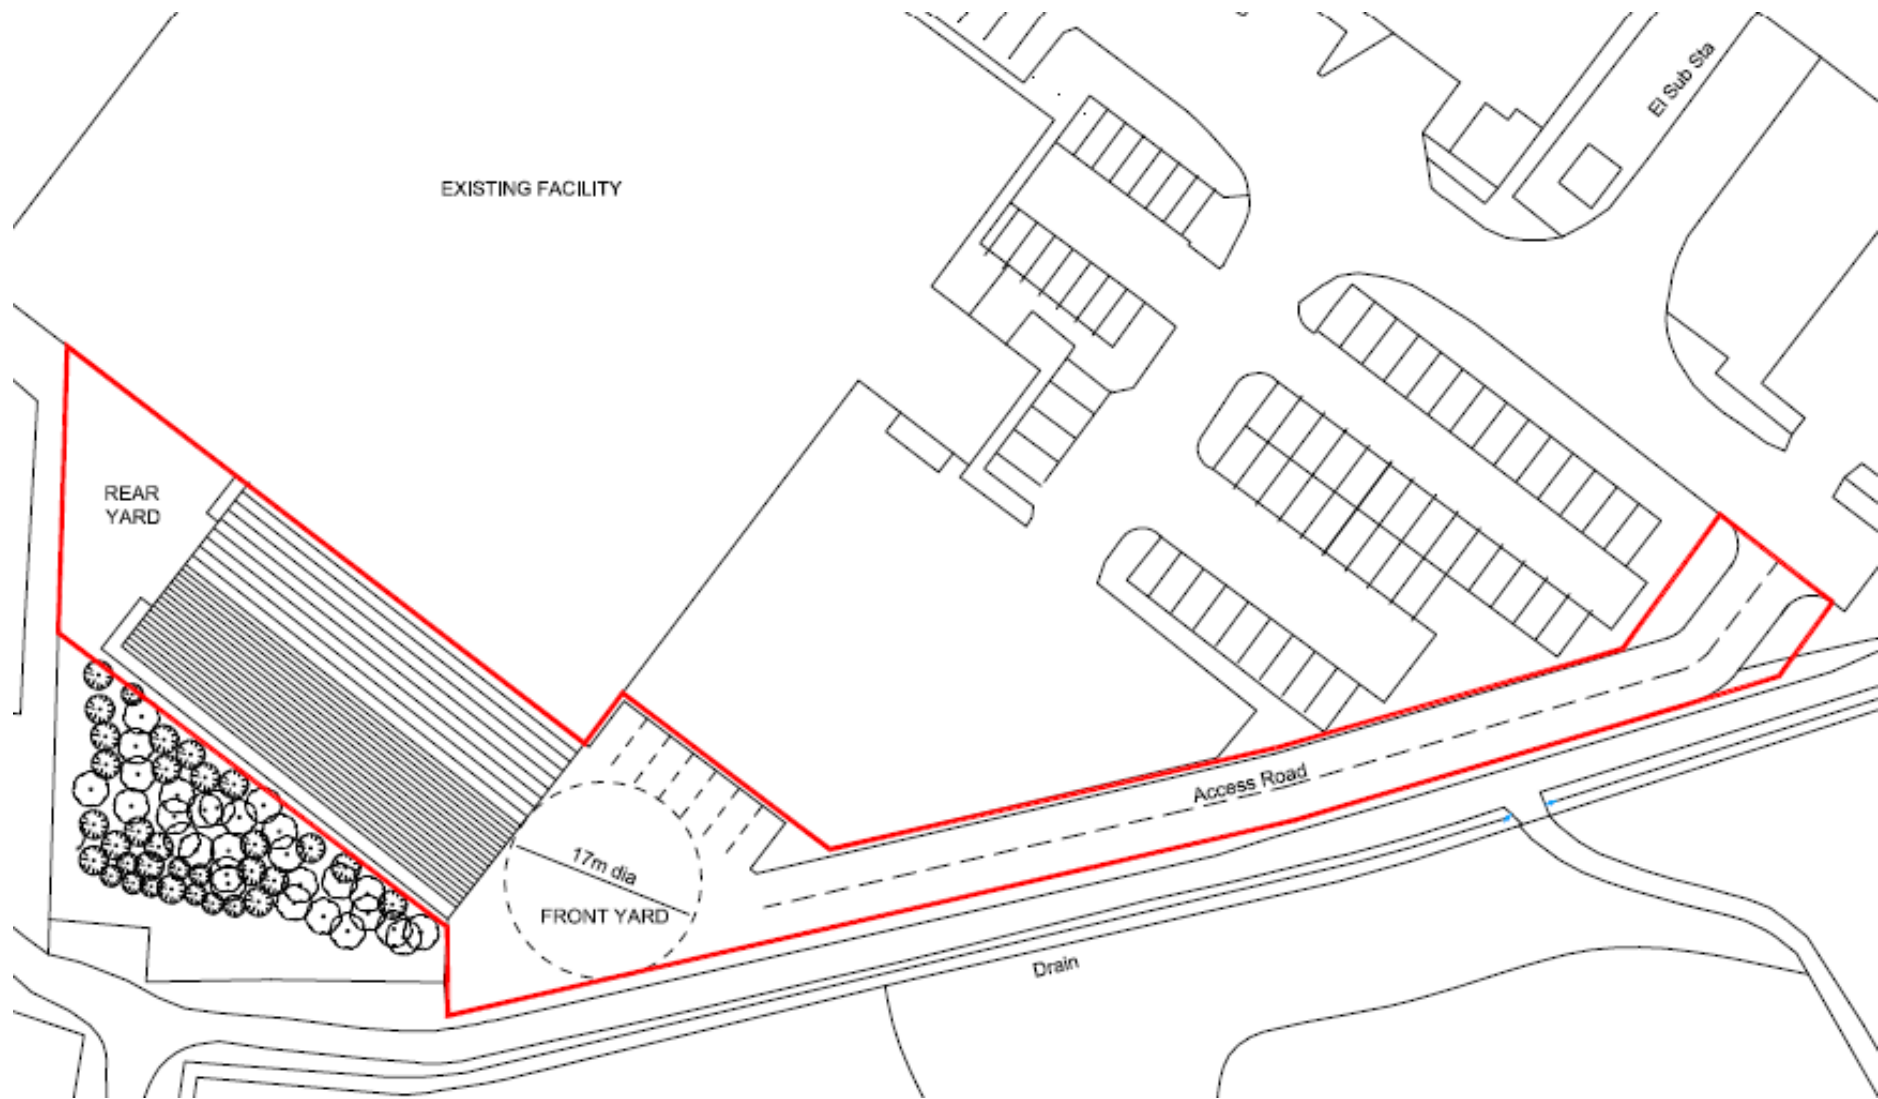 El Sub Sta
EXISTING FACILITY
REAR
YARD
Access Road
17m dia
FRONT YARD
Drain